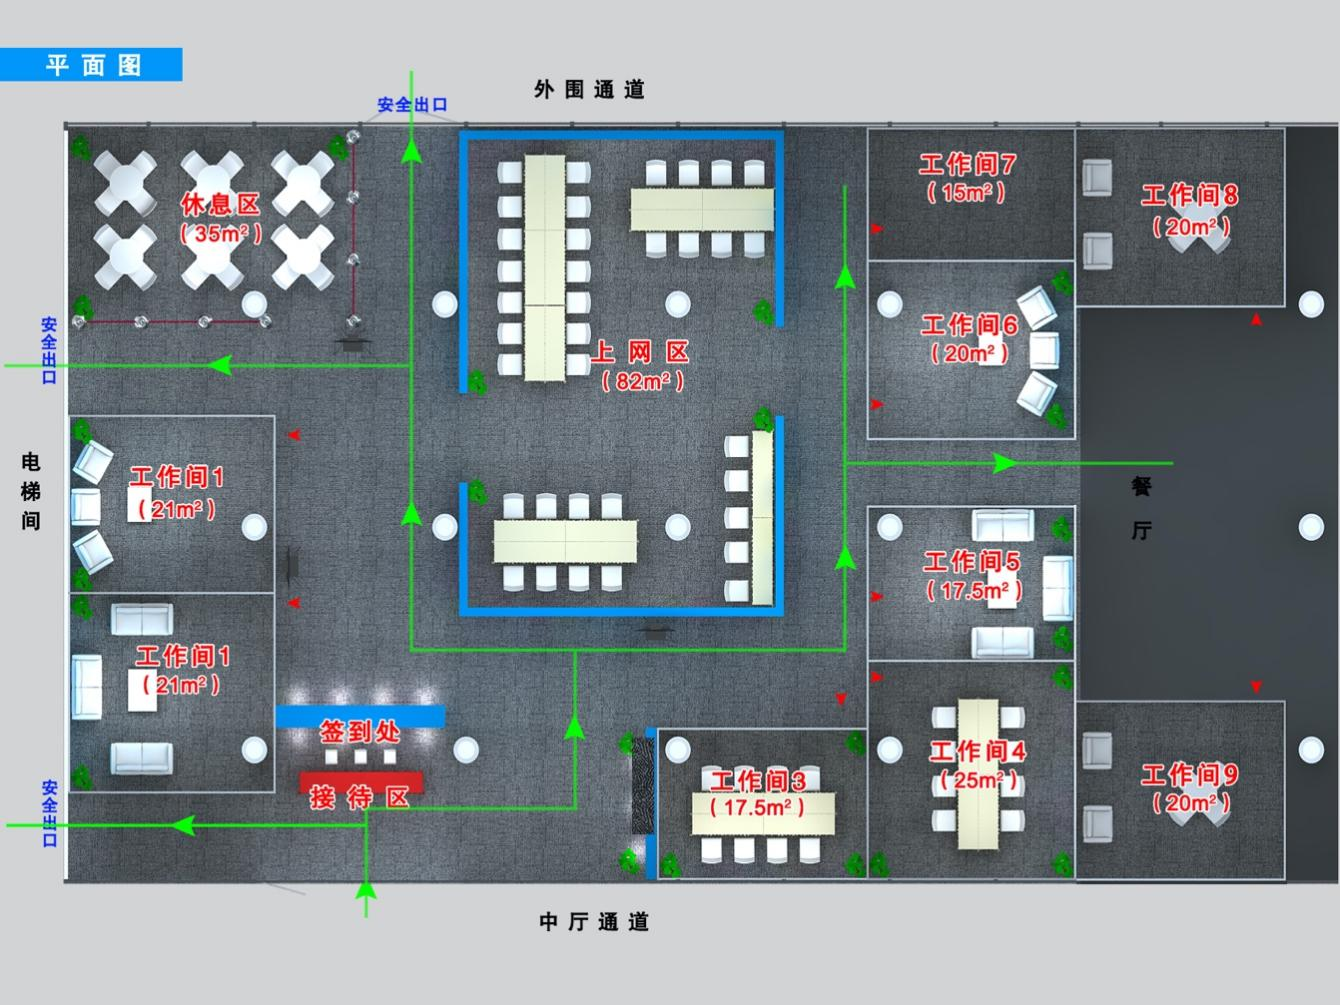 平面图
外围通道
安全出口
工作间7
（15m²）
工作间8
（20m²）
休息区
（35m²）
安全出口
上网区
（82m²）
工作间6
（20m²）
电梯间
工作间1
（21m²）
餐厅
工作间5
（17.5m²）
工作间1
（21m²）
签到处
接待区
安全出口
工作间3
（17.5m²）
工作间4
（25m²）
工作间9
（20m²）
中厅通道